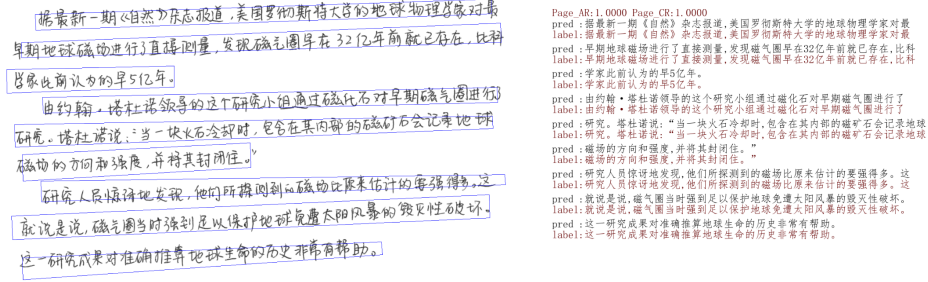 据最新一期《自然》杂志报道,美国罗彻斯特大学的地球物理学家对最
早期地球磁场进行了直接测量,发现磁气圈早在32亿年前就已存在,比科
学家此前认为的早5亿年。
由约翰·塔杜诺领导的这个研究小组通过磁化石对早期磁气圈进行了
研究。塔杜诺说:“当一块火石冷却时,包含在其内部的磁矿石会记录地球
磁场的方向和强度,并将其封闭住。”
研究人员惊讶地发现,他们所探测到的磁场比原来估计的要强得多。这
就说是说,磁气圈当时强到足以保护地球免遭太阳风暴的毁灭性破坏。
这一研究成果对准确推算地球生命的历史非常有帮助。
Page_AR:1.0000 Page_CR:1.0000
pred :据最新一期《自然》杂志报道,美国罗彻斯特大学的地球物理学家对最
label:据最新一期《自然》杂志报道,美国罗彻斯特大学的地球物理学家对最
pred :早期地球磁场进行了直接测量,发现磁气圈早在32亿年前就已存在,比科
label:早期地球磁场进行了直接测量,发现磁气圈早在32亿年前就已存在,比科
pred :学家此前认为的早5亿年。
label:学家此前认为的早5亿年。
pred :由约翰·塔杜诺领导的这个研究小组通过磁化石对早期磁气圈进行了
label:由约翰·塔杜诺领导的这个研究小组通过磁化石对早期磁气圈进行了
pred :研究。塔杜诺说:“当一块火石冷却时,包含在其内部的磁矿石会记录地球
label:研究。塔杜诺说:“当一块火石冷却时,包含在其内部的磁矿石会记录地球
pred :磁场的方向和强度,并将其封闭住。”
label:磁场的方向和强度,并将其封闭住。”
pred :研究人员惊讶地发现,他们所探测到的磁场比原来估计的要强得多。这
label:研究人员惊讶地发现,他们所探测到的磁场比原来估计的要强得多。这
pred :就说是说,磁气圈当时强到足以保护地球免遭太阳风暴的毁灭性破坏。
label:就说是说,磁气圈当时强到足以保护地球免遭太阳风暴的毁灭性破坏。
pred :这一研究成果对准确推算地球生命的历史非常有帮助。
label:这一研究成果对准确推算地球生命的历史非常有帮助。